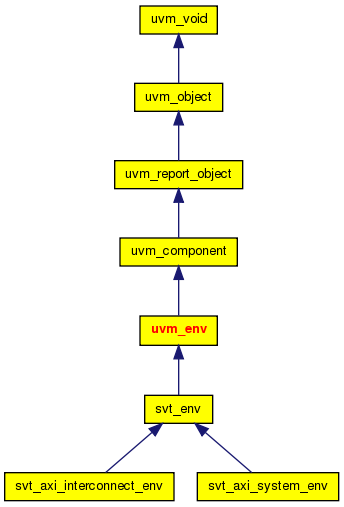 uvm_void
uvm_object
uvm_report_object
uvm_component
uvm_env
svt_env
svt_axi_interconnect_env
svt_axi_system_env